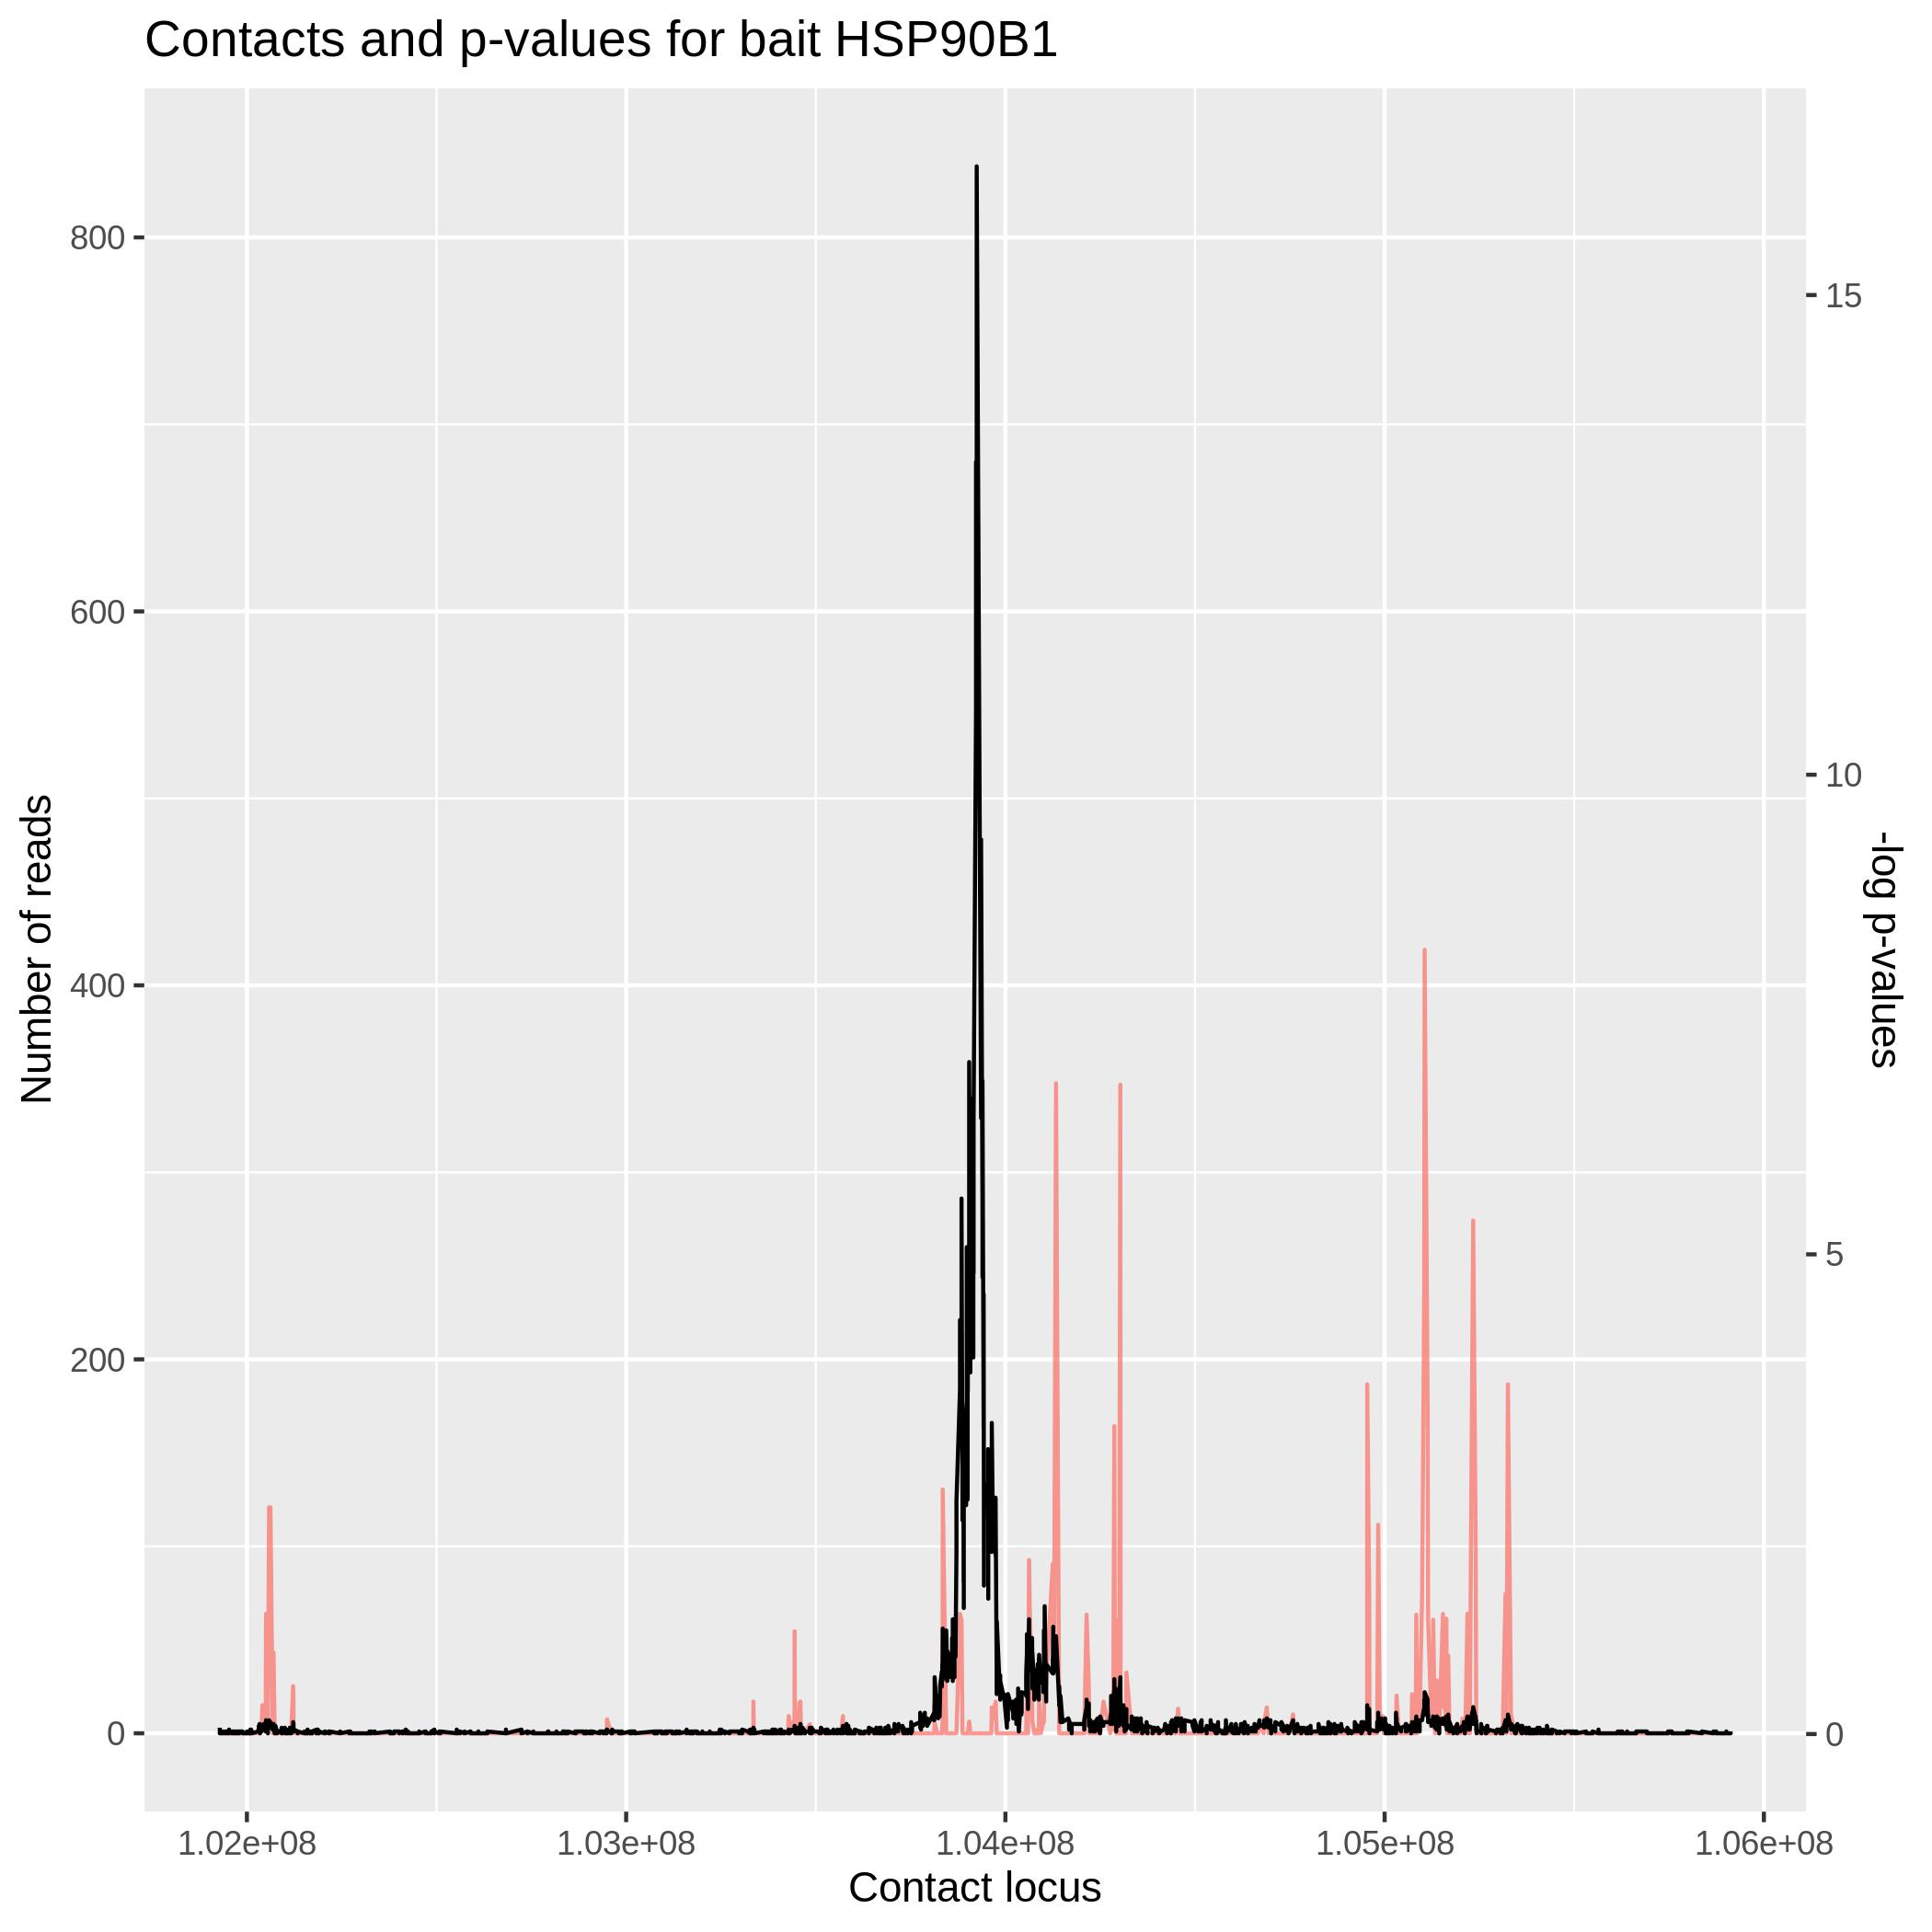 Contacts and p-values for bait HSP90B1
800
600
400
200
0
Number of reads
15
10
5
0
-log p-values
1.02e+08
1.03e+08
1.04e+08
1.05e+08
1.06e+08
Contact locus